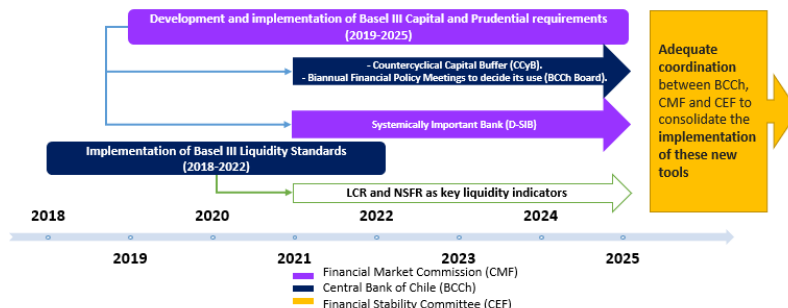 Development and implementation of Basel III Capital and Prudential requirements
(2019-2025)
- Countercyclical Capital Buffer (CCyB).
- Biannual Financial Policy Meetings to decide its use (BCCh Board).
Systemically Important Bank (D-SIB)
Implementation of Basel III Liquidity Standards
(2018-2022)
LCR and NSFR as key liquidity indicators
Adequate
coordination
between BCCh,
CMF and CEF to
consolidate the
implementation
of these new
tools
2018
2020
2022
2024
2019
2021
2023
2025
Financial Market Commission (CMF)
Central Bank of Chile (BCCh)
Financial Stability Committee (CEF)